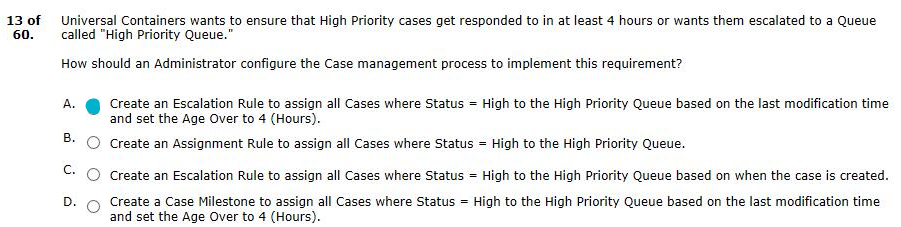 13 of 60.
Universal Containers wants to ensure that High Priority cases get responded to in at least 4 hours or wants them escalated to a Queue
called "High Priority Queue."
How should an Administrator configure the Case management process to implement this requirement?
A. Create an Escalation Rule to assign all Cases where Status = High to the High Priority Queue based on the last modification time
and set the Age Over to 4 (Hours).
B. Create an Assignment Rule to assign all Cases where Status = High to the High Priority Queue.
C. Create an Escalation Rule to assign all Cases where Status = High to the High Priority Queue based on when the case is created.
D. Create a Case Milestone to assign all Cases where Status = High to the High Priority Queue based on the last modification time
and set the Age Over to 4 (Hours).